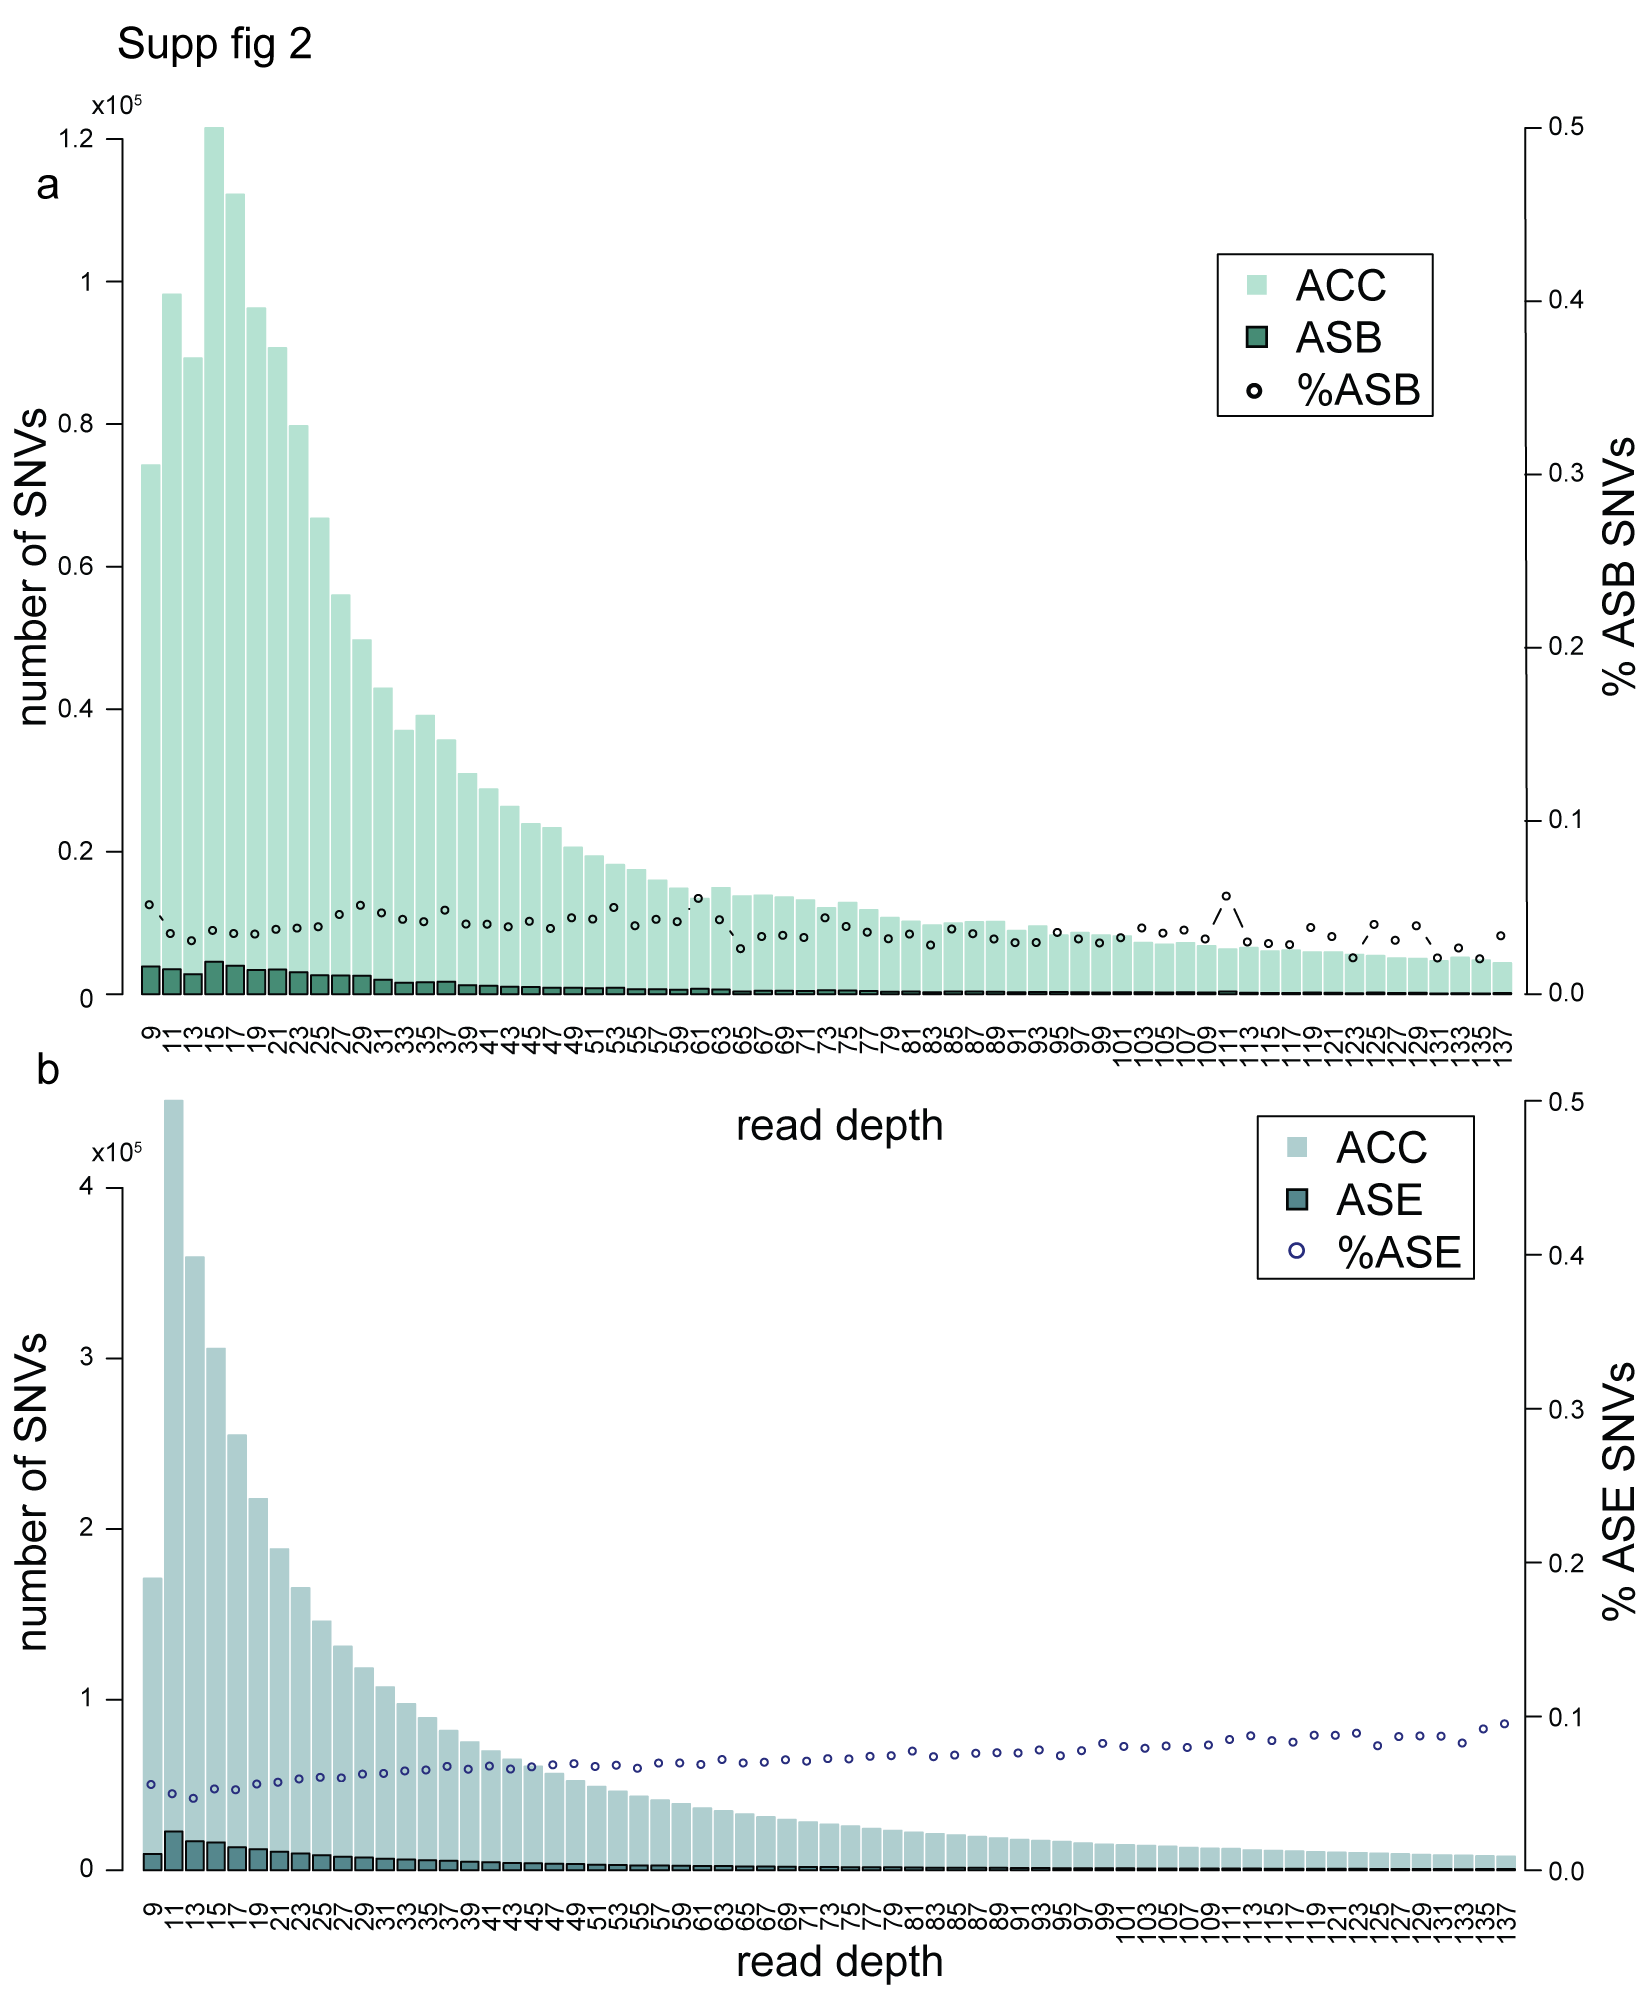 Supp fig 2
a
x10⁵
1.2
1
0.8
0.6
0.4
0.2
0
number of SNVs
0.5
0.4
0.3
0.2
0.1
0.0
% ASB SNVs
ACC
ASB
%ASB
9 11 13 15 17 19 21 23 25 27 29 31 33 35 37 39 41 43 45 47 49 51 53 55 57 59 61 63 65 67 69 71 73 75 77 79 81 83 85 87 89 91 93 95 97 99 101 103 105 107 109 111 113 115 117 119 121 123 125 127 129 131 133 135 137
read depth
b
x10⁵
4
3
2
1
0
number of SNVs
0.5
0.4
0.3
0.2
0.1
0.0
% ASE SNVs
ACC
ASE
%ASE
9 11 13 15 17 19 21 23 25 27 29 31 33 35 37 39 41 43 45 47 49 51 53 55 57 59 61 63 65 67 69 71 73 75 77 79 81 83 85 87 89 91 93 95 97 99 101 103 105 107 109 111 113 115 117 119 121 123 125 127 129 131 133 135 137
read depth